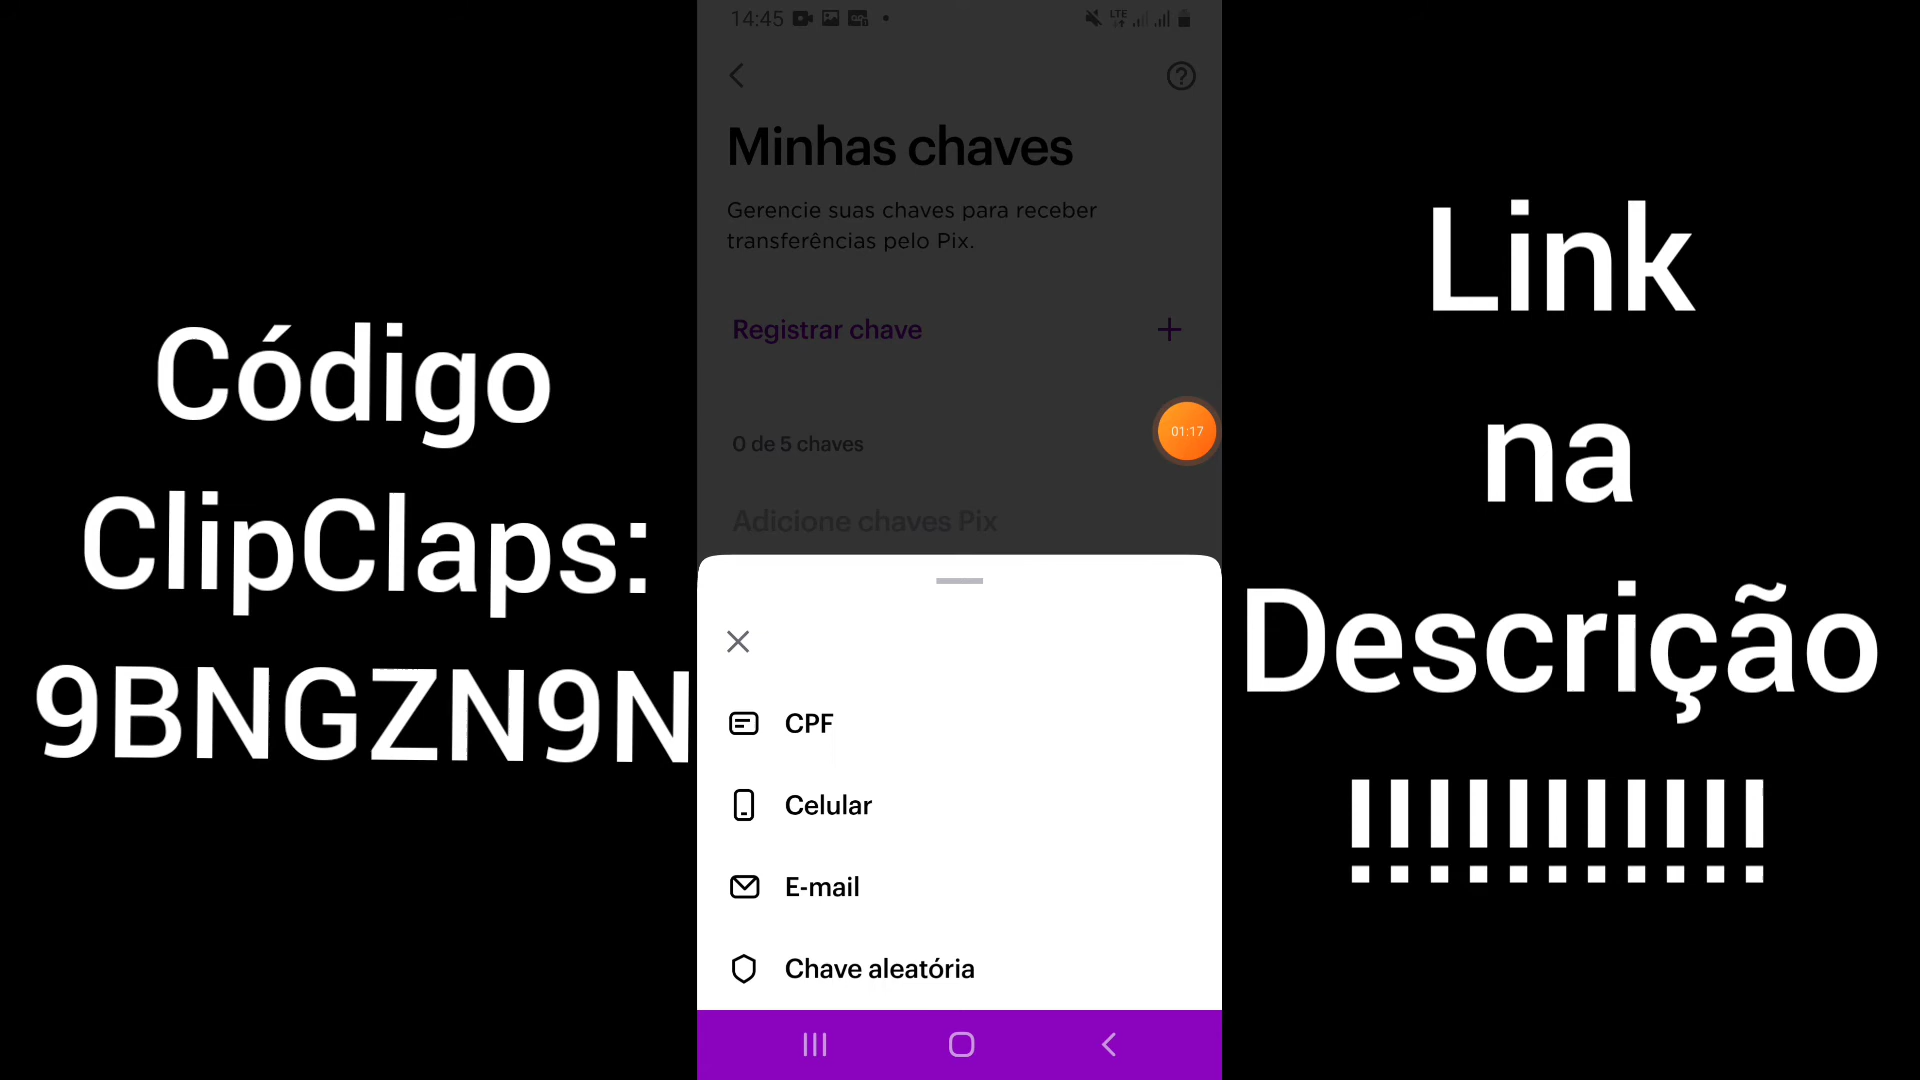 Código
ClipClaps:
9BNGZN9N
14:45
LTE
Minhas chaves
Gerencie suas chaves para receber
transferências pelo Pix.
Registrar chave
01:17
0 de 5 chaves
Adicione chaves Pix
CPF
Celular
E-mail
Chave aleatória
Link
na
Descrição
!!!!!!!!!!!